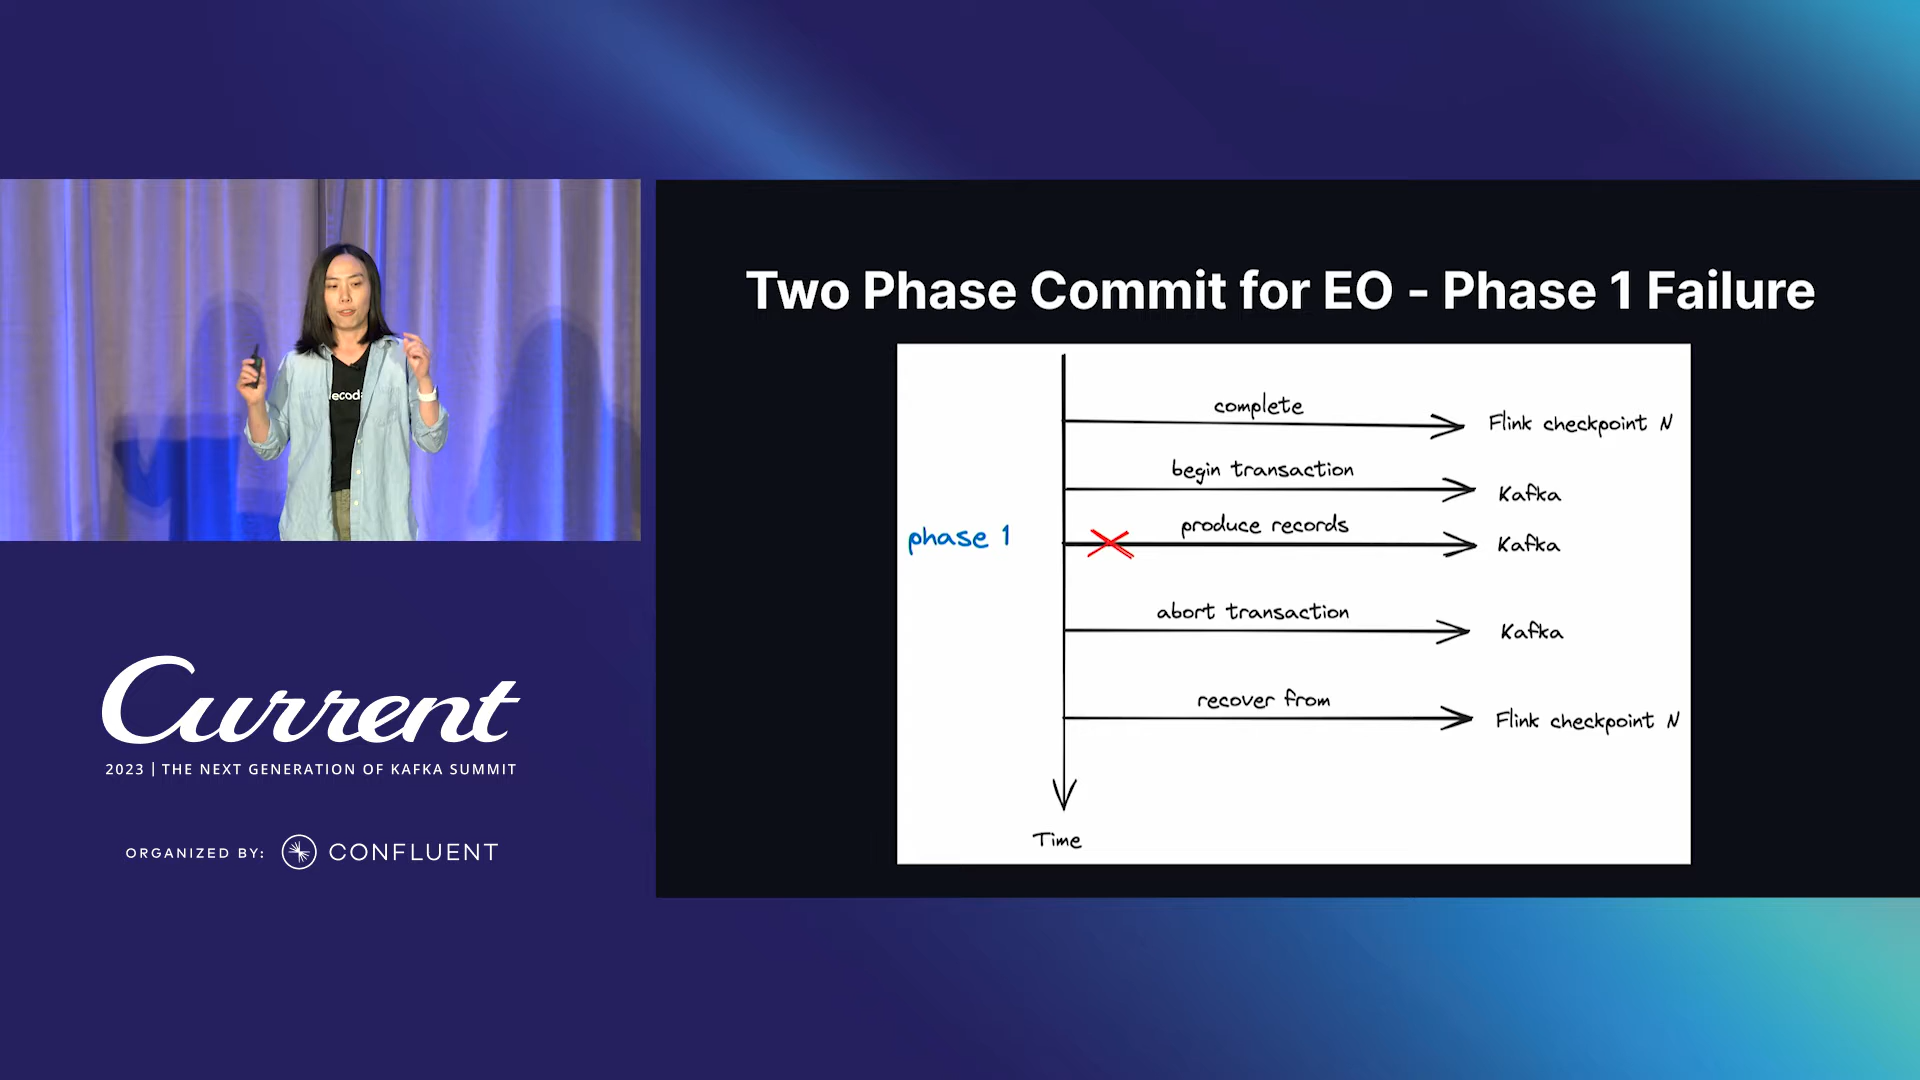 Two Phase Commit for EO - Phase 1 Failure
complete
Flink checkpoint N
begin transaction
Kafka
produce records
phase 1
Kafka
abort transaction
Kafka
recover from
Flink checkpoint N
Time
ecod
Current
2023 | THE NEXT GENERATION OF KAFKA SUMMIT
ORGANIZED BY: CONFLUENT